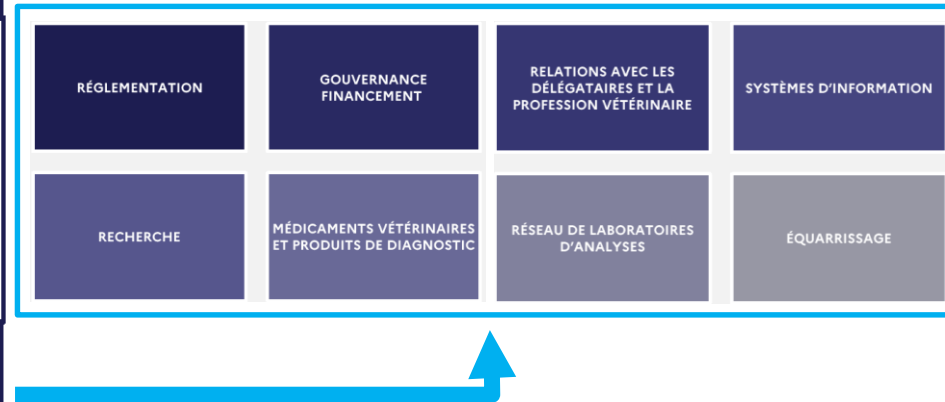 RÉGLEMENTATION
GOUVERNANCE
FINANCEMENT
RELATIONS AVEC LES
DÉLÉGATAIRES ET LA
PROFESSION VÉTÉRINAIRE
SYSTÈMES D'INFORMATION
RECHERCHE
MÉDICAMENTS VÉTÉRINAIRES
ET PRODUITS DE DIAGNOSTIC
RÉSEAU DE LABORATOIRES
D'ANALYSES
ÉQUARRISSAGE